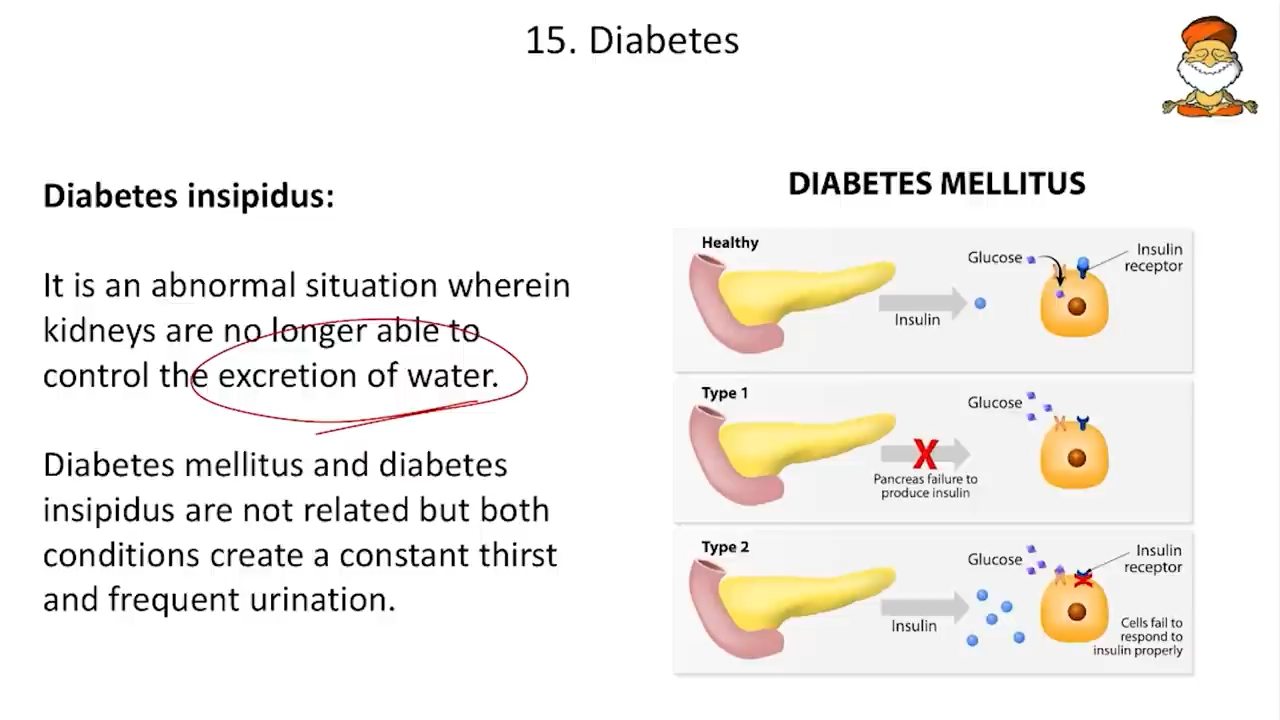 15. Diabetes
Diabetes insipidus:
It is an abnormal situation wherein
kidneys are no longer able to
control the excretion of water.
Diabetes mellitus and diabetes
insipidus are not related but both
conditions create a constant thirst
and frequent urination.
DIABETES MELLITUS
Healthy
Insulin
Glucose
Insulin
receptor
Type 1
X
Pancreas failure to
produce insulin
Glucose
Type 2
Insulin
Glucose
Insulin
receptor
Cells fail to
respond to
insulin properly